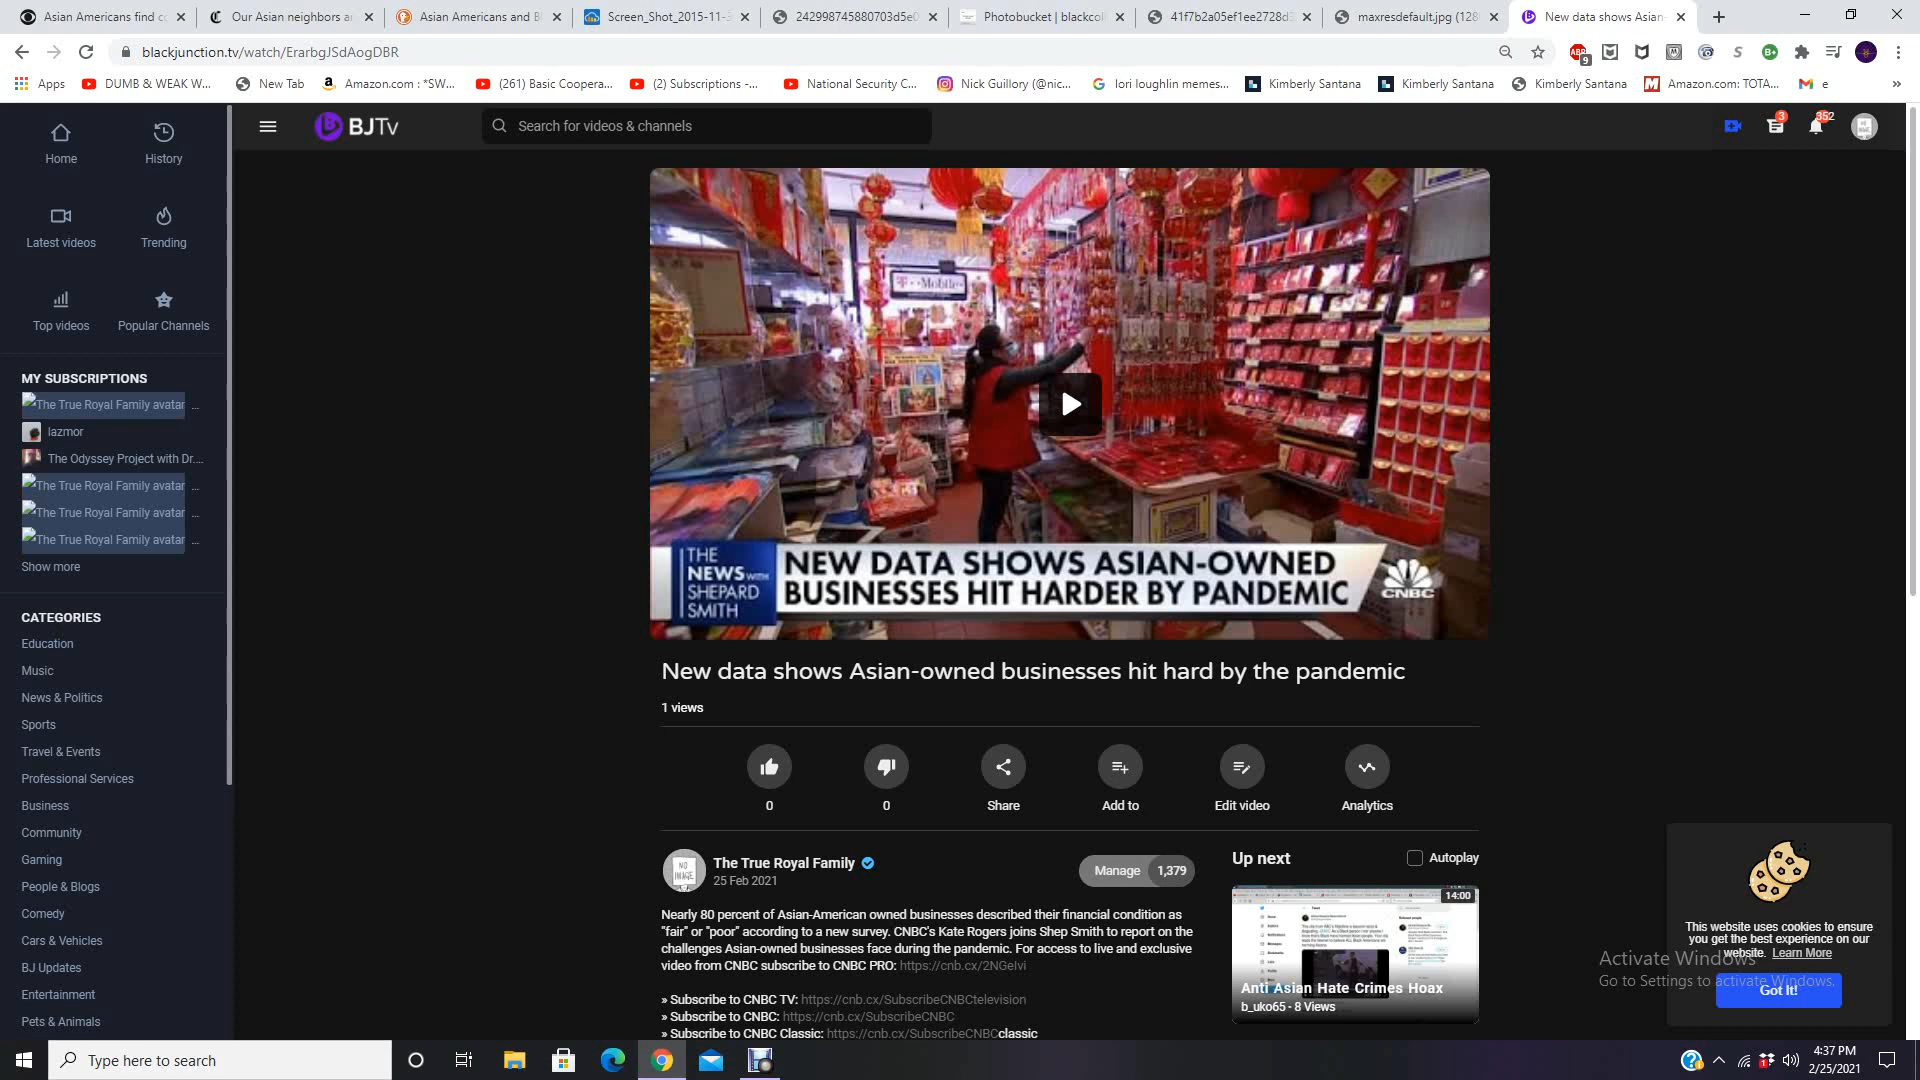 Asian Americans find co
Our Asian neighbors a
Asian Americans and B
Screen_Shot_2015-11-
242998745880703d5e0
Photobucket | blackcol
41f7b2a05ef1ee2728d
maxresdefault.jpg (128
New data shows Asian-
blackjunction.tv/watch/ErarbgJSdAogDBR
Apps
DUMB & WEAK W...
New Tab
Amazon.com : *SW...
(261) Basic Coopera...
(2) Subscriptions -...
National Security C...
Nick Guillory (@nic...
lori loughlin memes...
Kimberly Santana
Kimberly Santana
Kimberly Santana
Amazon.com: TOTA...
e
»
BJTv
Search for videos & channels
3
352
Home
History
Latest videos
Trending
Top videos
Popular Channels
MY SUBSCRIPTIONS
The True Royal Family avatar ...
lazmor
The Odyssey Project with Dr....
The True Royal Family avatar ...
The True Royal Family avatar ...
The True Royal Family avatar ...
Show more
CATEGORIES
Education
Music
News & Politics
Sports
Travel & Events
Professional Services
Business
Community
Gaming
People & Blogs
Comedy
Cars & Vehicles
BJ Updates
Entertainment
Pets & Animals
T Mobile
THE
NEWS WITH
SHEPARD
SMITH
NEW DATA SHOWS ASIAN-OWNED
BUSINESSES HIT HARDER BY PANDEMIC
CNBC
New data shows Asian-owned businesses hit hard by the pandemic
1 views
0
0
Share
Add to
Edit video
Analytics
NO
IMAGE
The True Royal Family
25 Feb 2021
Manage 1,379
Nearly 80 percent of Asian-American owned businesses described their financial condition as
"fair" or "poor" according to a new survey. CNBC's Kate Rogers joins Shep Smith to report on the
challenges Asian-owned businesses face during the pandemic. For access to live and exclusive
video from CNBC subscribe to CNBC PRO: https://cnb.cx/2NGeIvi
» Subscribe to CNBC TV: https://cnb.cx/SubscribeCNBCtelevision
» Subscribe to CNBC: https://cnb.cx/SubscribeCNBC
» Subscribe to CNBC Classic: https://cnb.cx/SubscribeCNBCclassic
Up next
Autoplay
14:00
Anti Asian Hate Crimes Hoax
b_uko65 - 8 Views
This website uses cookies to ensure
you get the best experience on our
website. Learn More
Got It!
Activate Windows
Go to Settings to activate Windows.
Type here to search
4:37 PM
2/25/2021